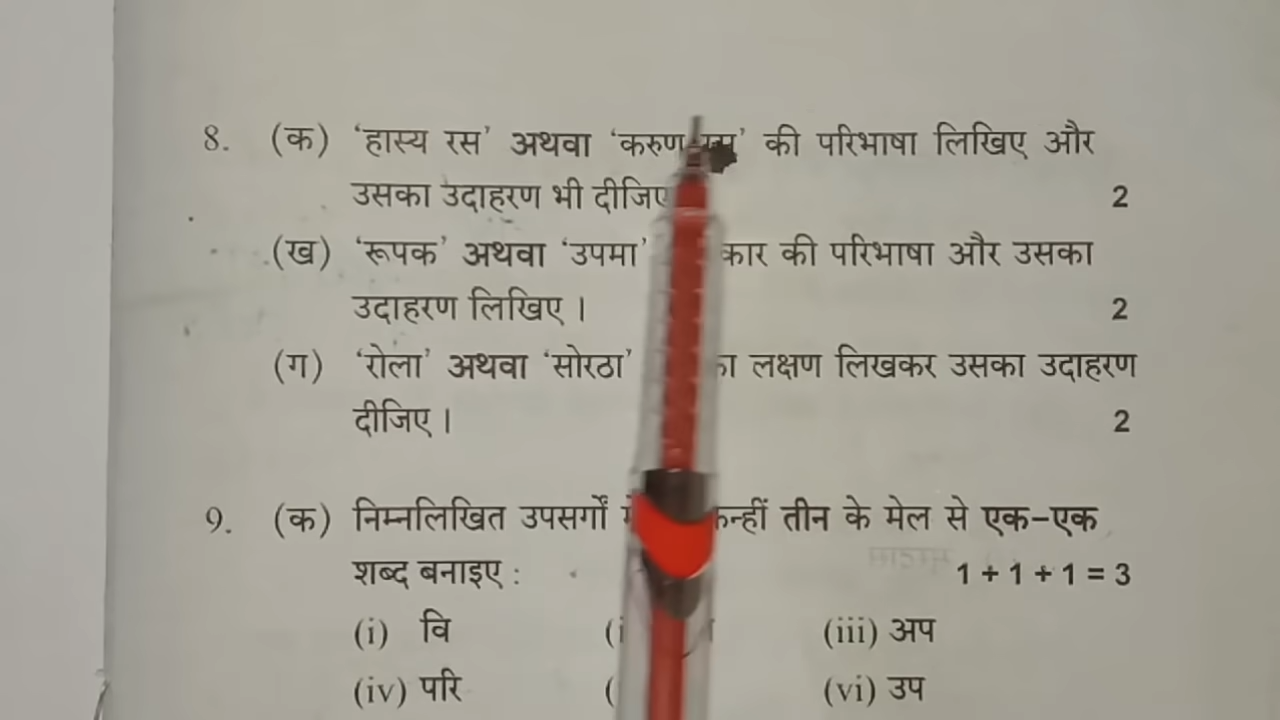 8. (क) 'हास्य रस' अथवा 'करुण रस' की परिभाषा लिखिए और
उसका उदाहरण भी दीजिए 2
(ख) 'रूपक' अथवा 'उपमा' की परिभाषा और उसका
उदाहरण लिखिए । 2
(ग) 'रोला' अथवा 'सोरठा' लक्षण लिखकर उसका उदाहरण
दीजिए । 2
9. (क) निम्नलिखित उपसर्गों तीन के मेल से एक-एक
शब्द बनाइए : 1 + 1 + 1 = 3
(i) वि (iii) अप
(iv) परि (vi) उप